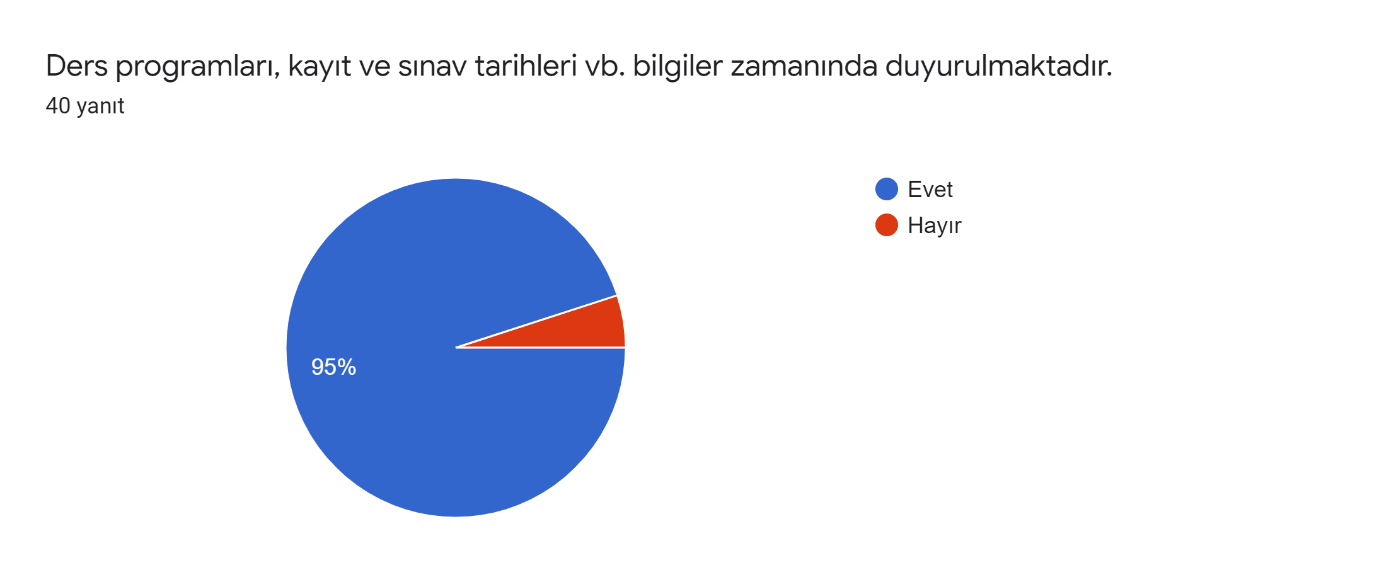 Ders programları, kayıt ve sınav tarihleri vb. bilgiler zamanında duyurulmaktadır.
40 yanıt
Evet
Hayır
95%